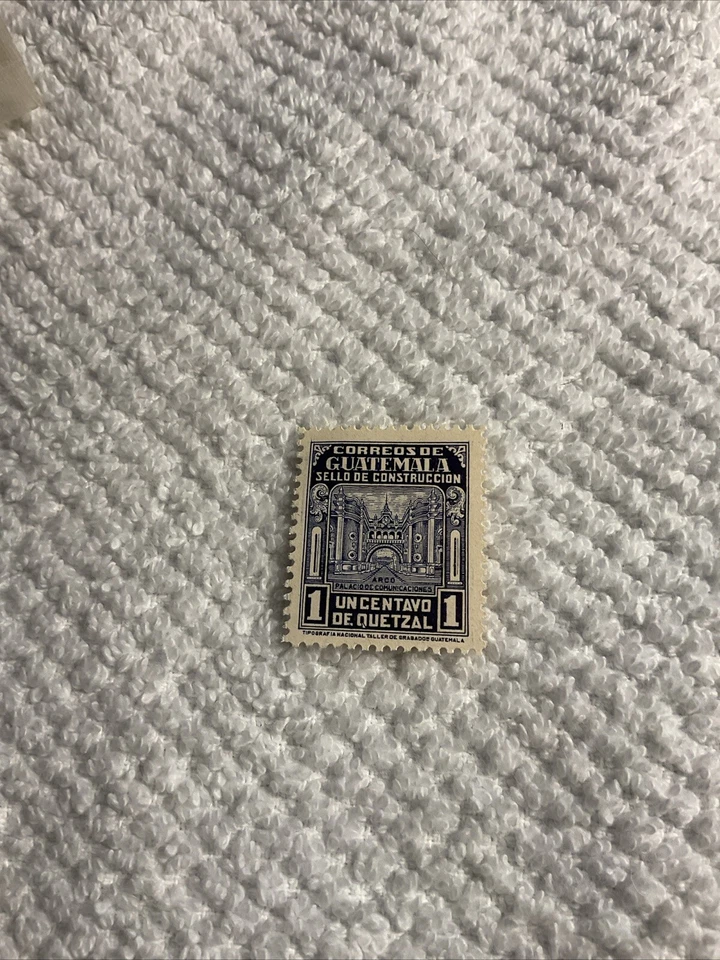 CORREOS DE
GUATEMALA
SELLO DE CONSTRUCCION
ARCO
PALACIO DE COMUNICACIONES
1 UN CENTAVO 1
DE QUETZAL
TIPOGRAFIA NACIONAL TALLER DE GRABADOS GUATEMALA